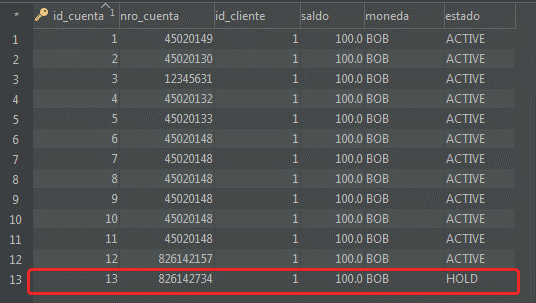 * id_cuenta 1 nro_cuenta id_cliente saldo moneda estado
1 1 45020149 1 100.0 BOB ACTIVE
2 2 45020130 1 100.0 BOB ACTIVE
3 3 12345631 1 100.0 BOB ACTIVE
4 4 45020132 1 100.0 BOB ACTIVE
5 5 45020133 1 100.0 BOB ACTIVE
6 6 45020148 1 100.0 BOB ACTIVE
7 7 45020148 1 100.0 BOB ACTIVE
8 8 45020148 1 100.0 BOB ACTIVE
9 9 45020148 1 100.0 BOB ACTIVE
10 10 45020148 1 100.0 BOB ACTIVE
11 11 45020148 1 100.0 BOB ACTIVE
12 12 826142157 1 100.0 BOB ACTIVE
13 13 826142734 1 100.0 BOB HOLD